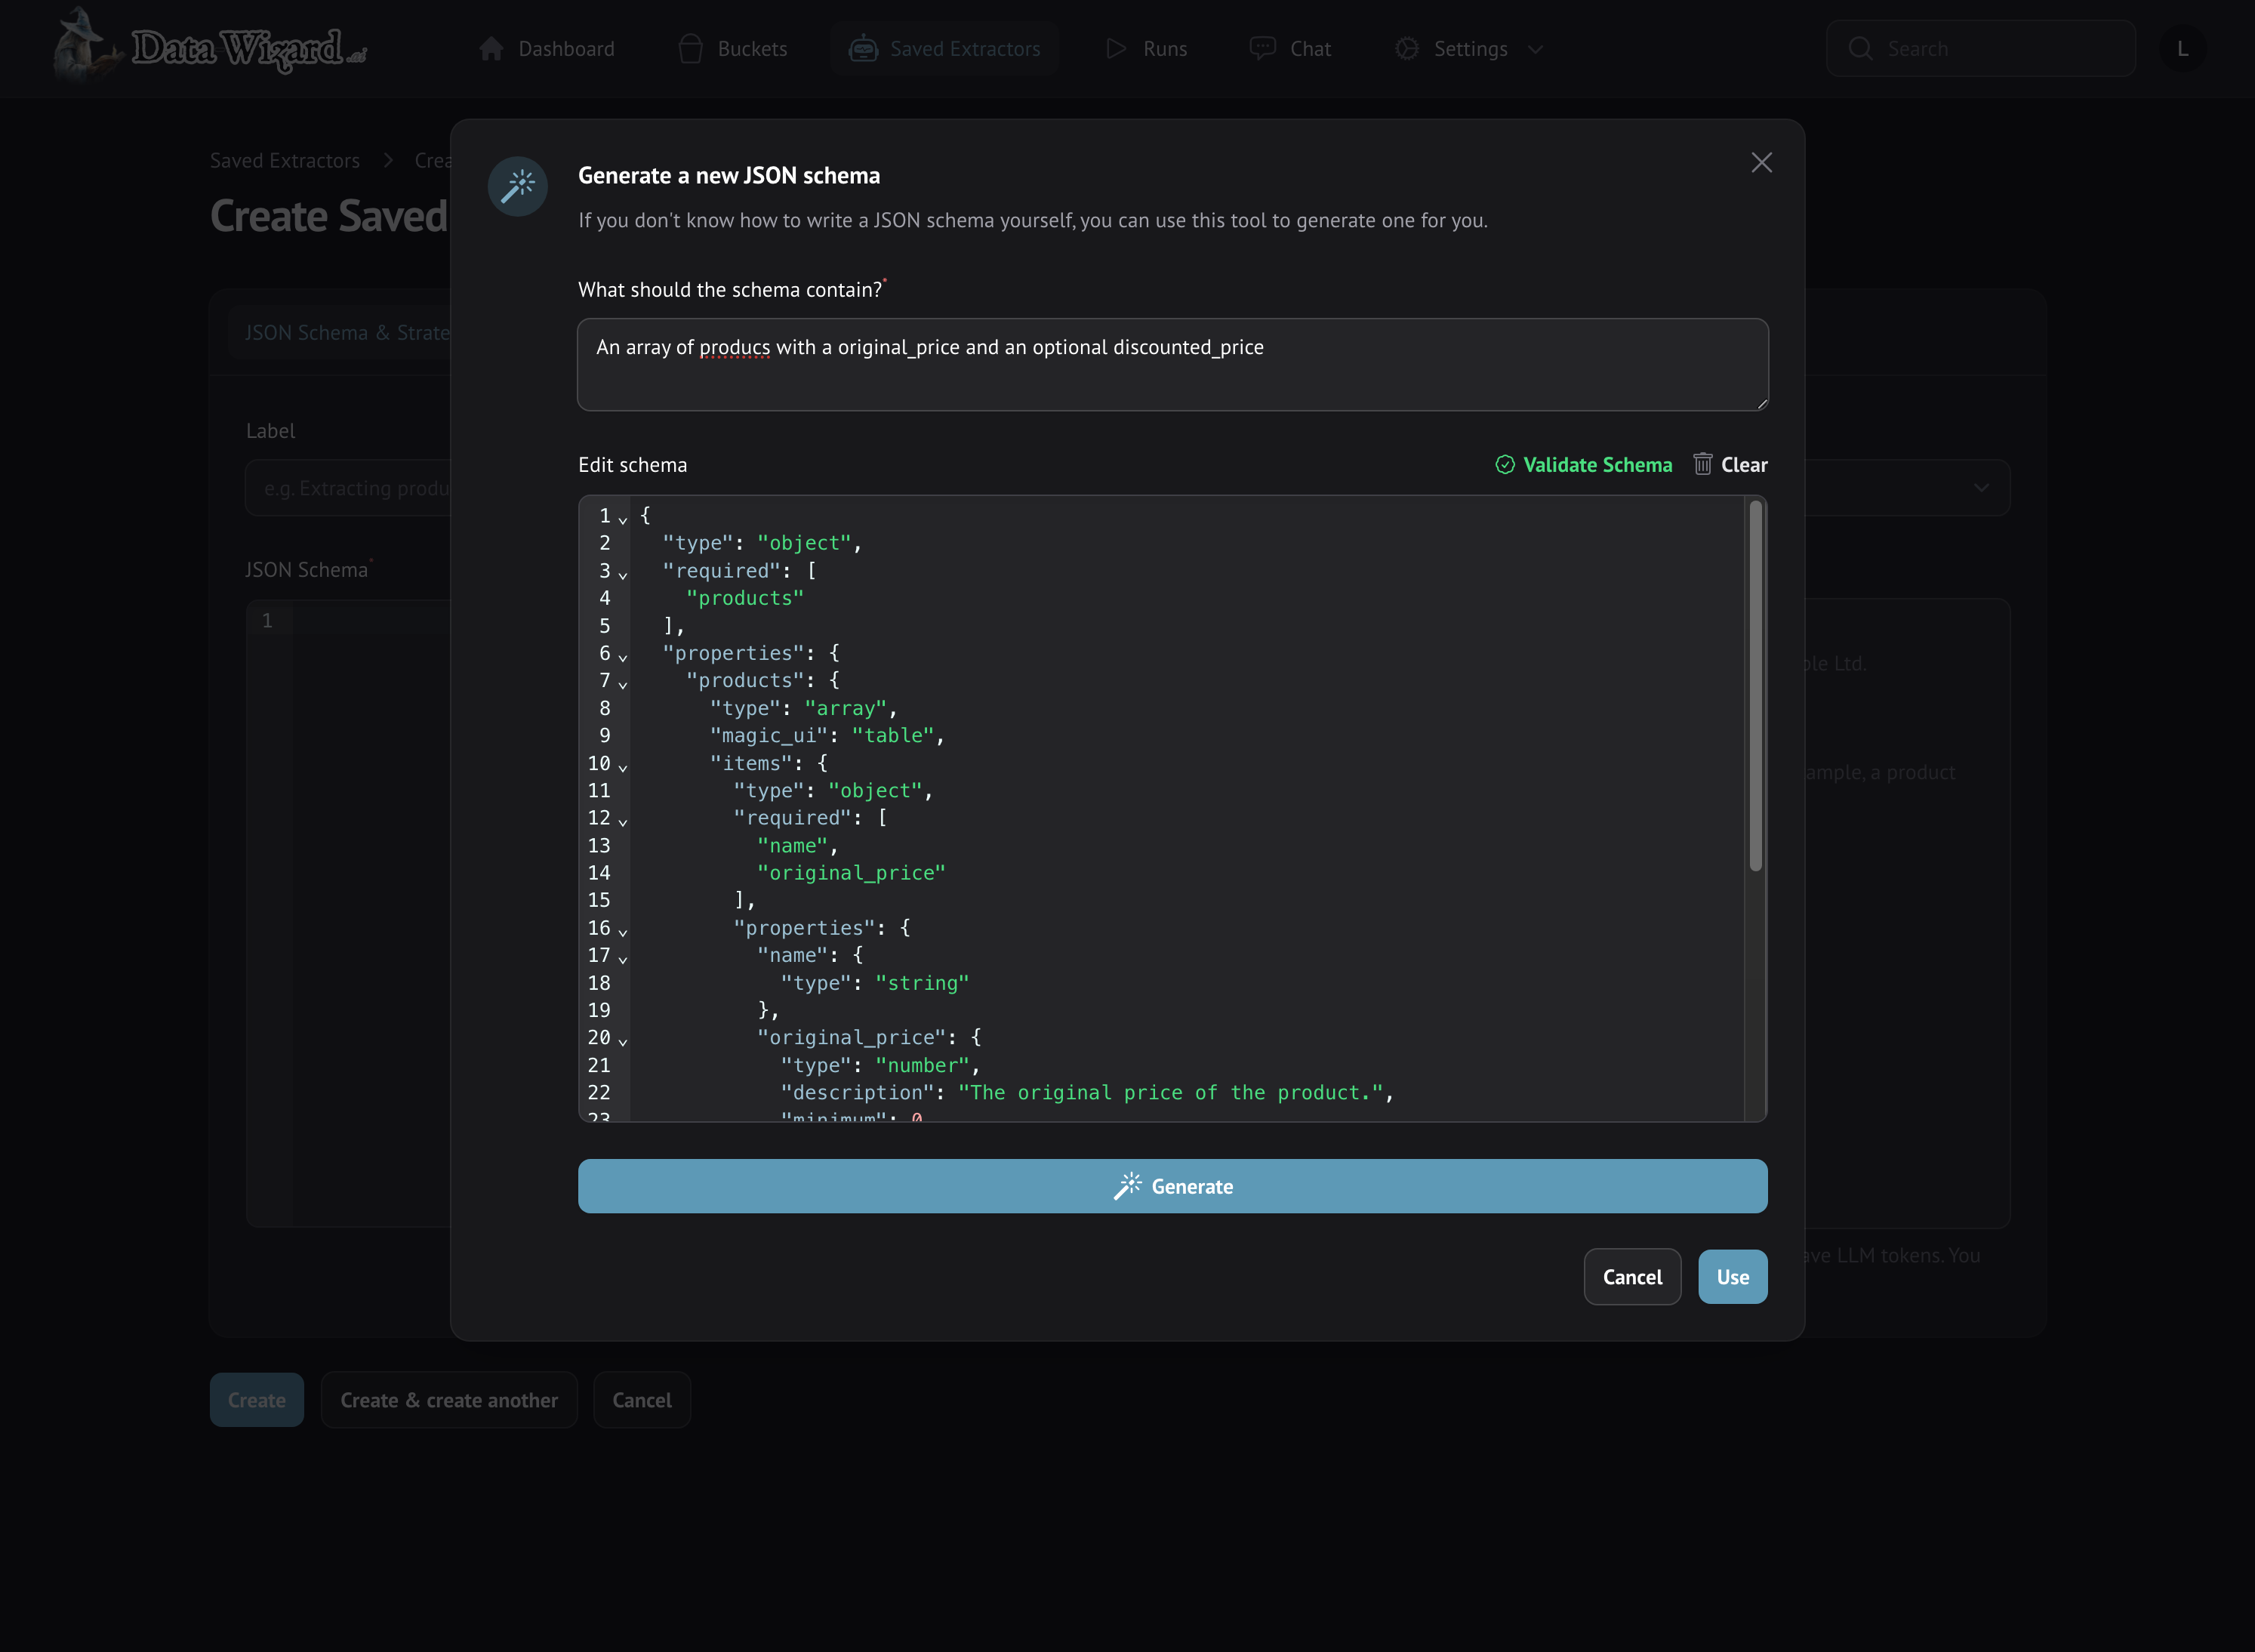 Data Wizard.ai
Dashboard
Buckets
Saved Extractors
Runs
Chat
Settings
Search
L
Saved Extractors > Crea
Create Saved
JSON Schema & Strate
Label
e.g. Extracting produ
JSON Schema*
1
ple Ltd.
ample, a product
ave LLM tokens. You
Generate a new JSON schema
If you don't know how to write a JSON schema yourself, you can use this tool to generate one for you.
What should the schema contain?*
An array of producs with a original_price and an optional discounted_price
Edit schema
Validate Schema
Clear
1 {
2 "type": "object",
3 "required": [
4 "products"
5 ],
6 "properties": {
7 "products": {
8 "type": "array",
9 "magic_ui": "table",
10 "items": {
11 "type": "object",
12 "required": [
13 "name",
14 "original_price"
15 ],
16 "properties": {
17 "name": {
18 "type": "string"
19 },
20 "original_price": {
21 "type": "number",
22 "description": "The original price of the product.",
23 "minimum": 0
Generate
Cancel
Use
Create
Create & create another
Cancel